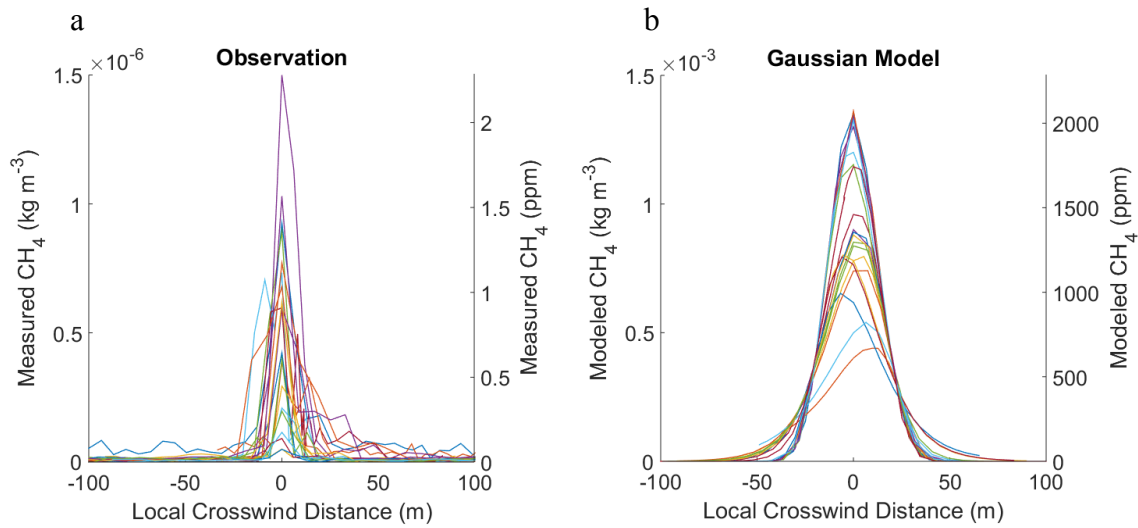 a
Observation
×10⁻⁶
1.5
1
0.5
0
Measured CH₄ (kg m⁻³)
2
1.5
1
0.5
0
Measured CH₄ (ppm)
-100 -50 0 50 100
Local Crosswind Distance (m)
b
Gaussian Model
×10⁻³
1.5
1
0.5
0
Modeled CH₄ (kg m⁻³)
2000
1500
1000
500
0
Modeled CH₄ (ppm)
-100 -50 0 50 100
Local Crosswind Distance (m)